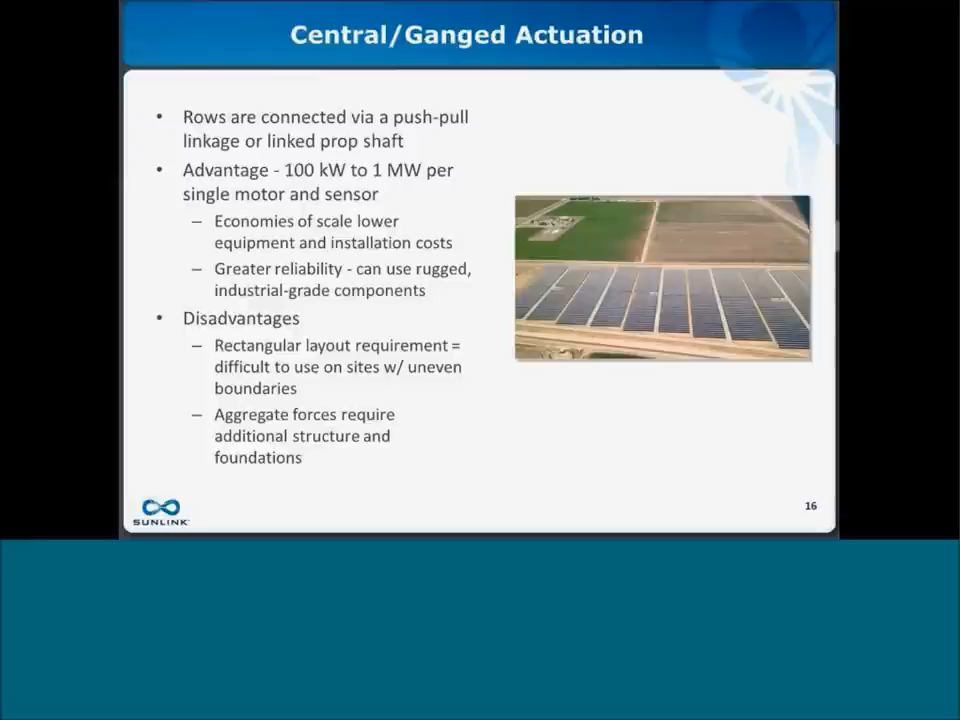 Central/Ganged Actuation
• Rows are connected via a push-pull
linkage or linked prop shaft
• Advantage - 100 kW to 1 MW per
single motor and sensor
– Economies of scale lower
equipment and installation costs
– Greater reliability - can use rugged,
industrial-grade components
• Disadvantages
– Rectangular layout requirement =
difficult to use on sites w/ uneven
boundaries
– Aggregate forces require
additional structure and
foundations
SUNLINK
16